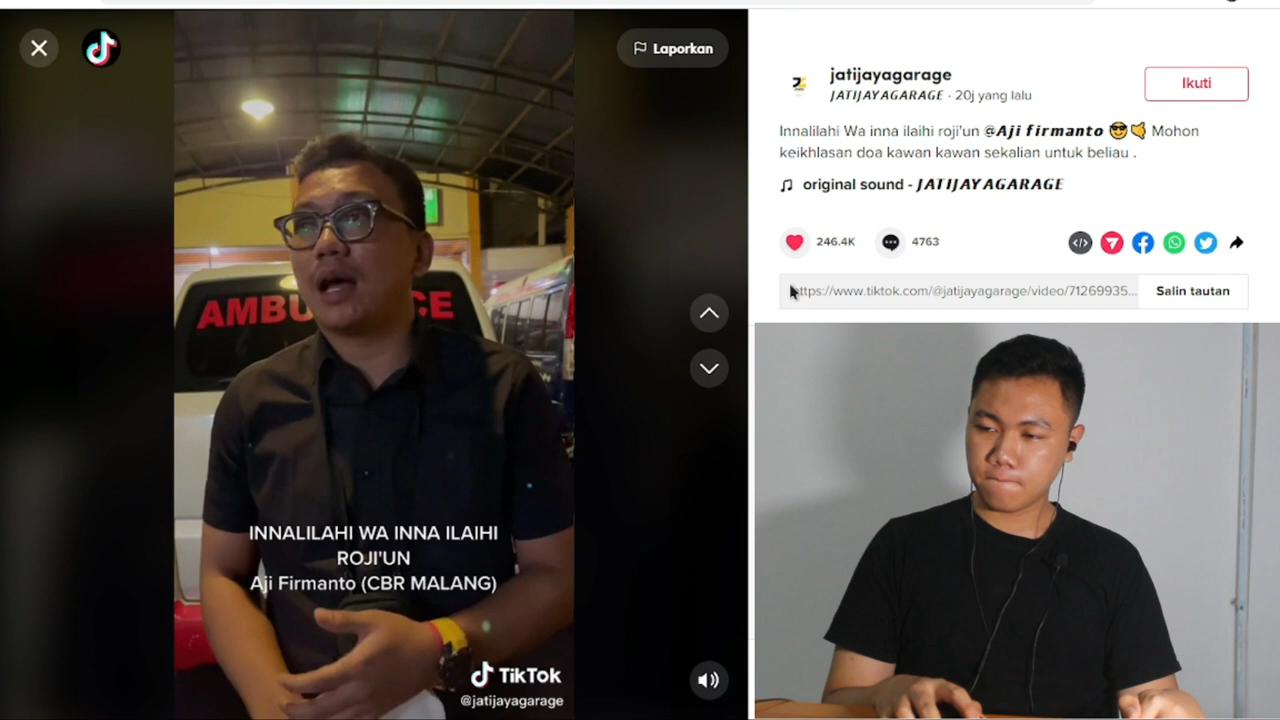 Laporkan
AMBU CE
INNALILAHI WA INNA ILAIHI
ROJI'UN
Aji Firmanto (CBR MALANG)
TikTok
@jatijayagarage
jatijayagarage
JATIJAYAGARAGE · 20j yang lalu
Ikuti
Innalilahi Wa inna ilaihi roji'un @Aji firmanto 😎🤙 Mohon
keikhlasan doa kawan kawan sekalian untuk beliau .
original sound - JATIJAYAGARAGE
246.4K
4763
ttps://www.tiktok.com/@jatijayagarage/video/71269935...
Salin tautan